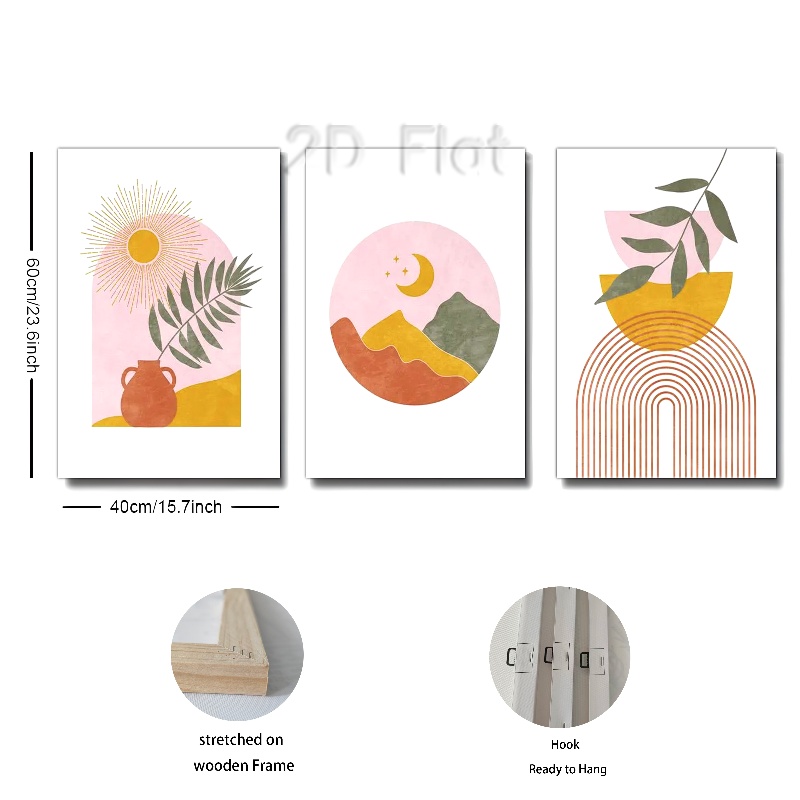 2D Flat
60cm/23.6inch
40cm/15.7inch
stretched on
wooden Frame
Hook
Ready to Hang